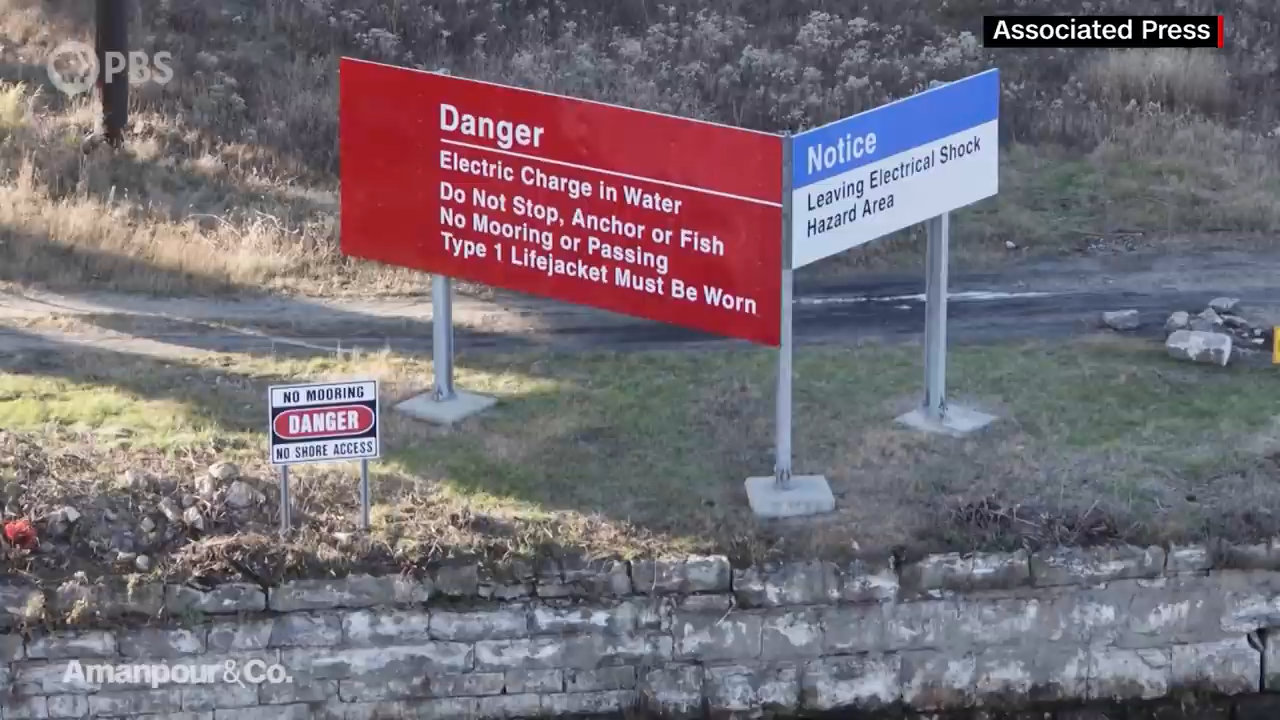 PBS
Associated Press
Danger
Electric Charge in Water
Do Not Stop, Anchor or Fish
No Mooring or Passing
Type 1 Lifejacket Must Be Worn
Notice
Leaving Electrical Shock
Hazard Area
NO MOORING
DANGER
NO SHORE ACCESS
Amanpour&Co.